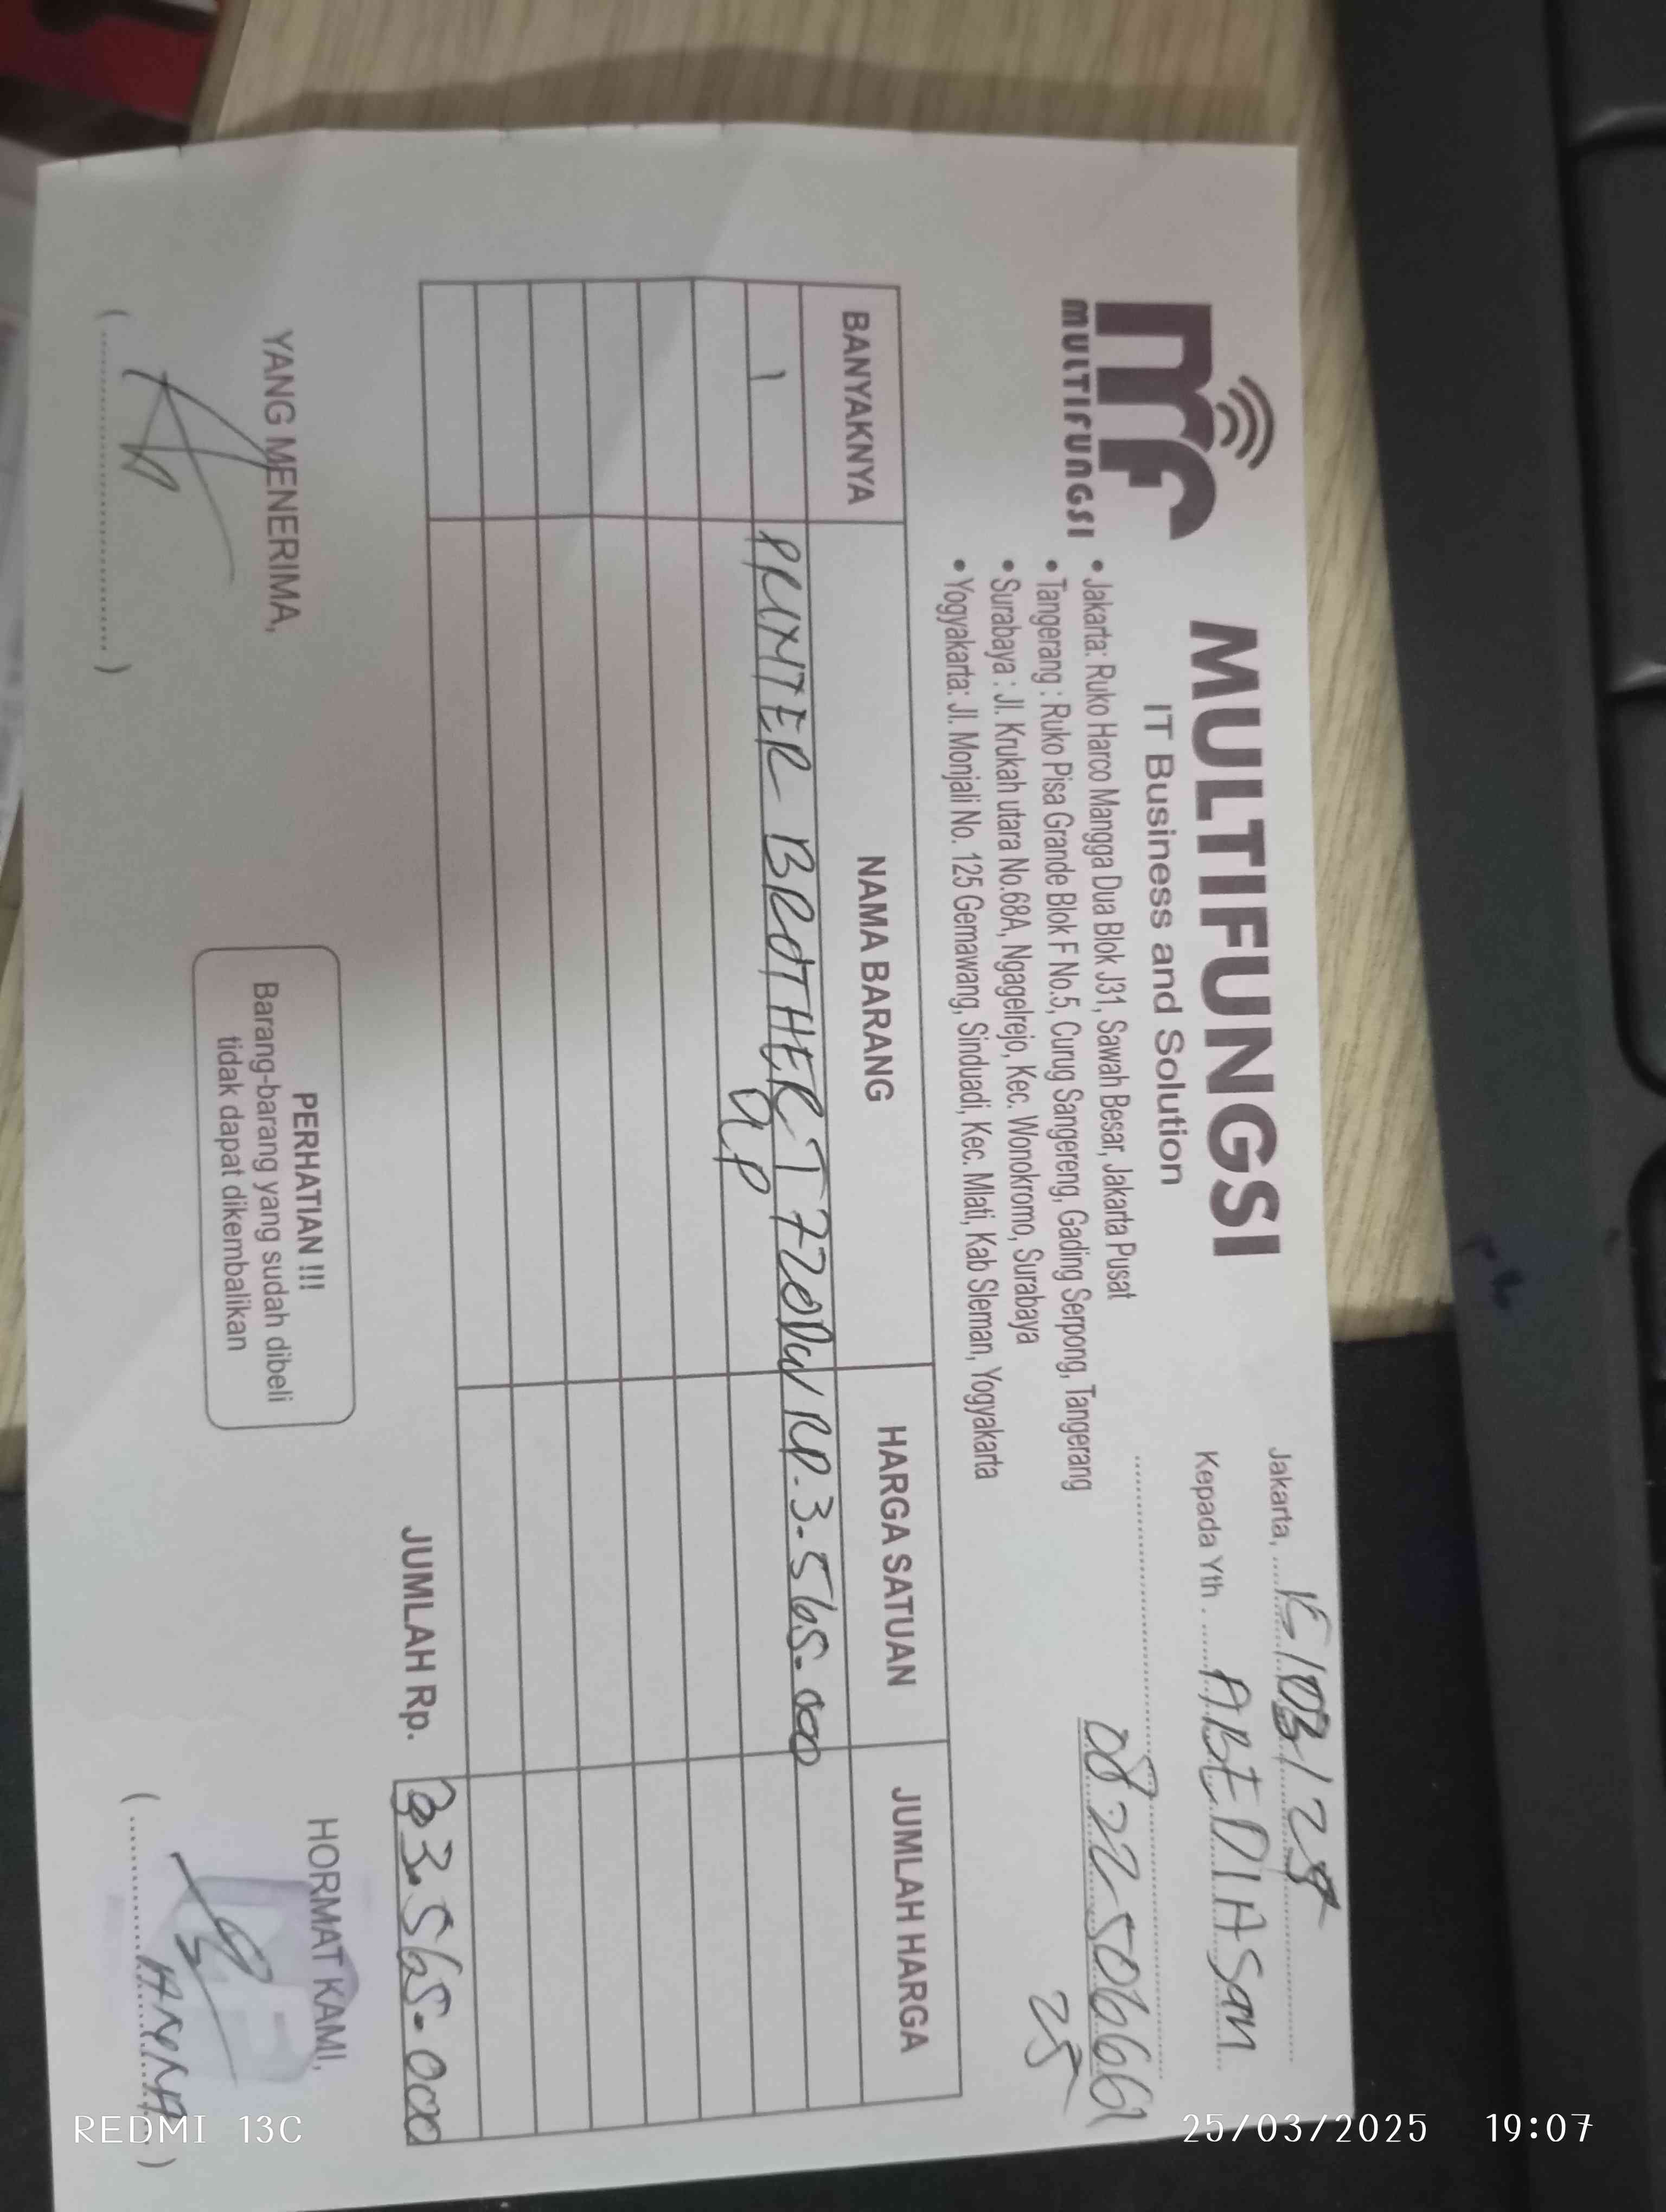 mf
MULTIFUNGSI
MULTIFUNGSI
IT Business and Solution
• Jakarta: Ruko Harco Mangga Dua Blok J31, Sawah Besar, Jakarta Pusat
• Tangerang : Ruko Pisa Grande Blok F No.5, Curug Sangereng, Gading Serpong, Tangerang
• Surabaya : Jl. Krukah utara No.68A, Ngagelrejo, Kec. Wonokromo, Surabaya
• Yogyakarta: Jl. Monjali No. 125 Gemawang, Sinduadi, Kec. Mlati, Kab Sleman, Yogyakarta
Jakarta, /03/25
Kepada Yth . ABEDIASan
25
BANYAKNYA NAMA BARANG HARGA SATUAN JUMLAH HARGA
1 PRINTER BROTHER T720DW RP. 3.565.000
JUMLAH Rp. 3.565.000
YANG MENERIMA,
PERHATIAN !!!
Barang-barang yang sudah dibeli
tidak dapat dikembalikan
HORMAT KAMI,
REDMI 13C
25/03/2025 19:07